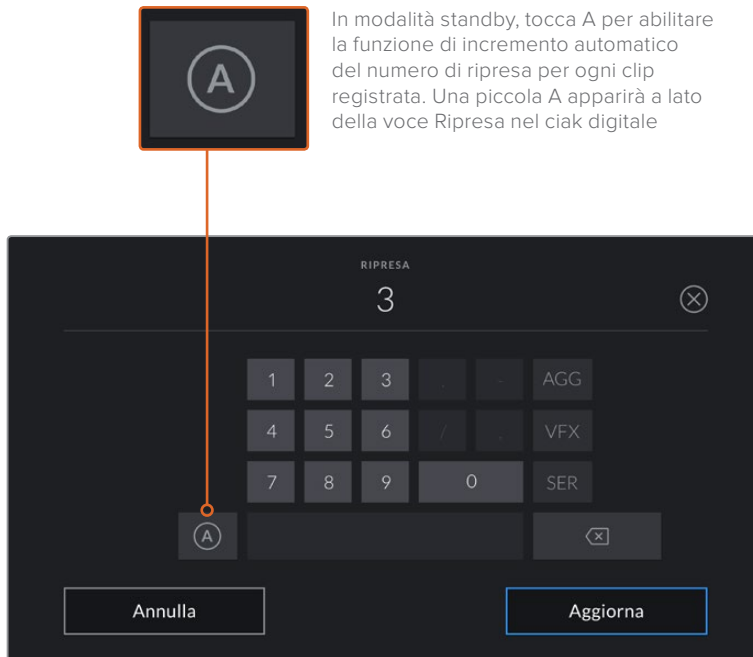 A
In modalità standby, tocca A per abilitare
la funzione di incremento automatico
del numero di ripresa per ogni clip
registrata. Una piccola A apparirà a lato
della voce Ripresa nel ciak digitale
RIPRESA
3
1 2 3 . - AGG
4 5 6 / , VFX
7 8 9 0 SER
A
Annulla Aggiorna